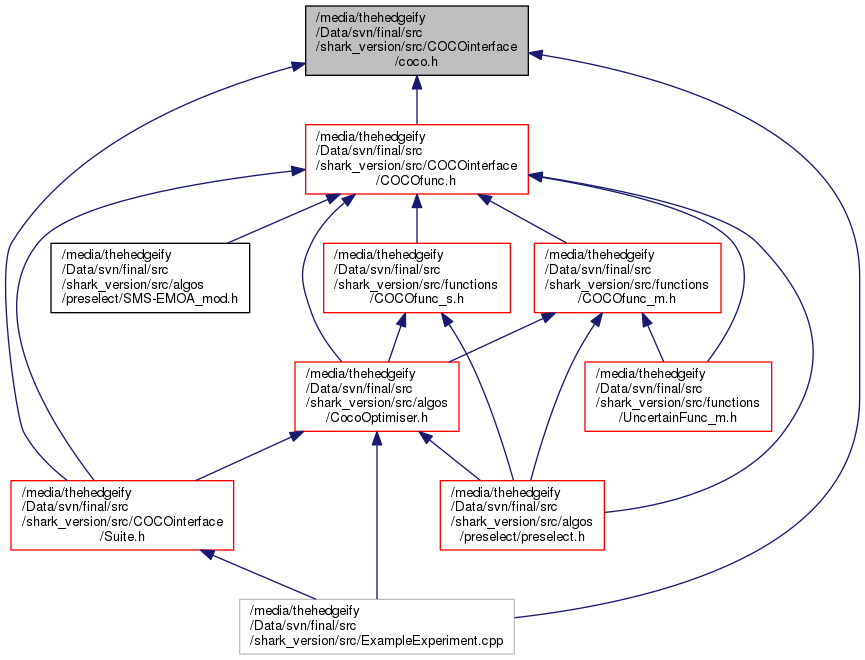 /media/thehedgeify
/Data/svn/final/src
/shark_version/src/COCOinterface
/coco.h
/media/thehedgeify
/Data/svn/final/src
/shark_version/src/COCOinterface
/COCOfunc.h
/media/thehedgeify
/Data/svn/final/src
/shark_version/src/algos
/preselect/SMS-EMOA_mod.h
/media/thehedgeify
/Data/svn/final/src
/shark_version/src/functions
/COCOfunc_s.h
/media/thehedgeify
/Data/svn/final/src
/shark_version/src/functions
/COCOfunc_m.h
/media/thehedgeify
/Data/svn/final/src
/shark_version/src/algos
/CocoOptimiser.h
/media/thehedgeify
/Data/svn/final/src
/shark_version/src/functions
/UncertainFunc_m.h
/media/thehedgeify
/Data/svn/final/src
/shark_version/src/COCOinterface
/Suite.h
/media/thehedgeify
/Data/svn/final/src
/shark_version/src/algos
/preselect/preselect.h
/media/thehedgeify
/Data/svn/final/src
/shark_version/src/ExampleExperiment.cpp